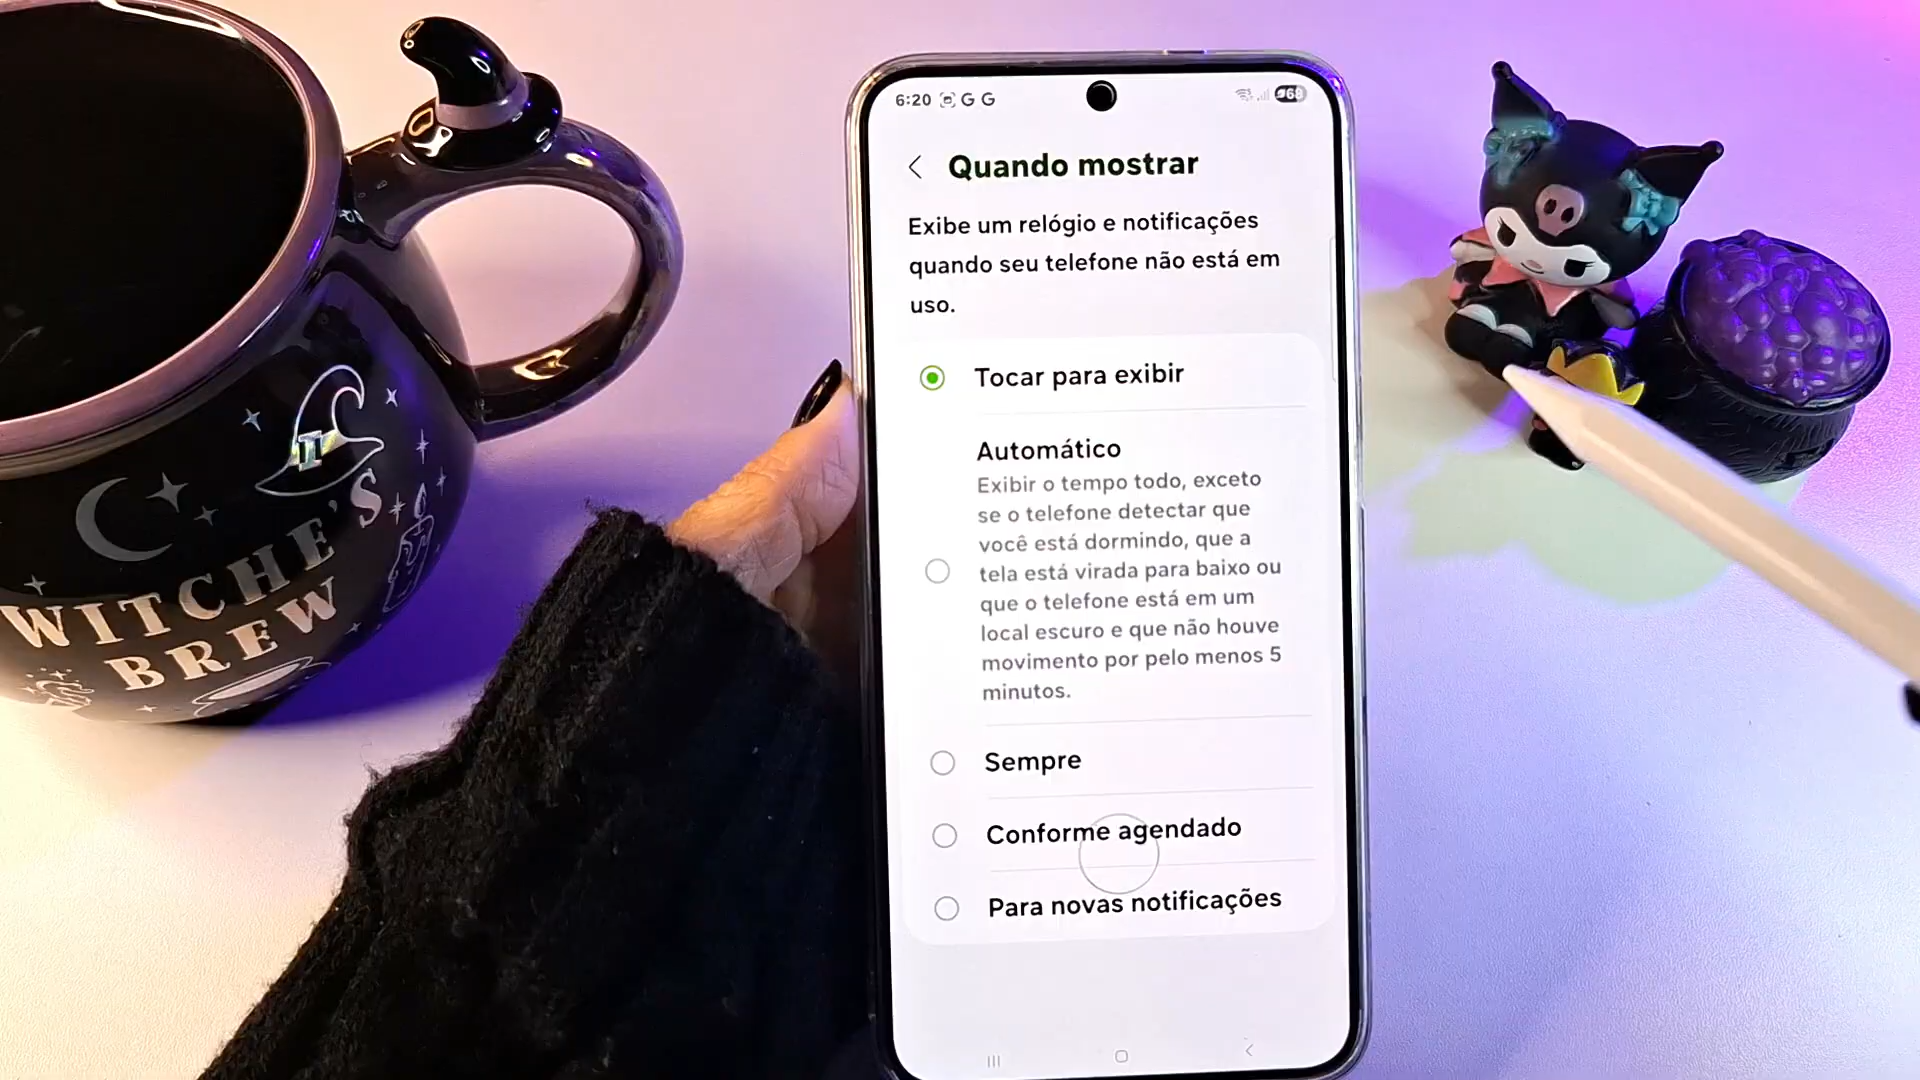 WITCHE'S
BREW
6:20 G G
68
Quando mostrar
Exibe um relógio e notificações
quando seu telefone não está em
uso.
Tocar para exibir
Automático
Exibir o tempo todo, exceto
se o telefone detectar que
você está dormindo, que a
tela está virada para baixo ou
que o telefone está em um
local escuro e que não houve
movimento por pelo menos 5
minutos.
Sempre
Conforme agendado
Para novas notificações